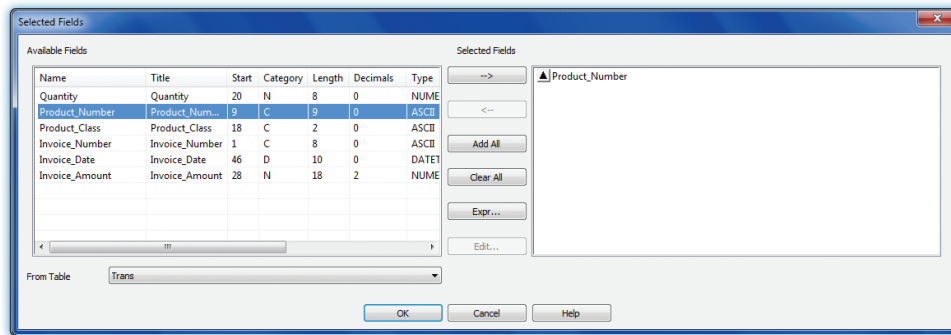 Selected Fields
Available Fields
Selected Fields
Name Title Start Category Length Decimals Type
Quantity Quantity 20 N 8 0 NUME
Product_Number Product_Num... 9 C 9 0 ASCII
Product_Class Product_Class 18 C 2 0 ASCII
Invoice_Number Invoice_Number 1 C 8 0 ASCII
Invoice_Date Invoice_Date 46 D 10 0 DATET
Invoice_Amount Invoice_Amount 28 N 18 2 NUME
-->
<--
Add All
Clear All
Expr...
Edit...
Product_Number
From Table Trans
OK Cancel Help